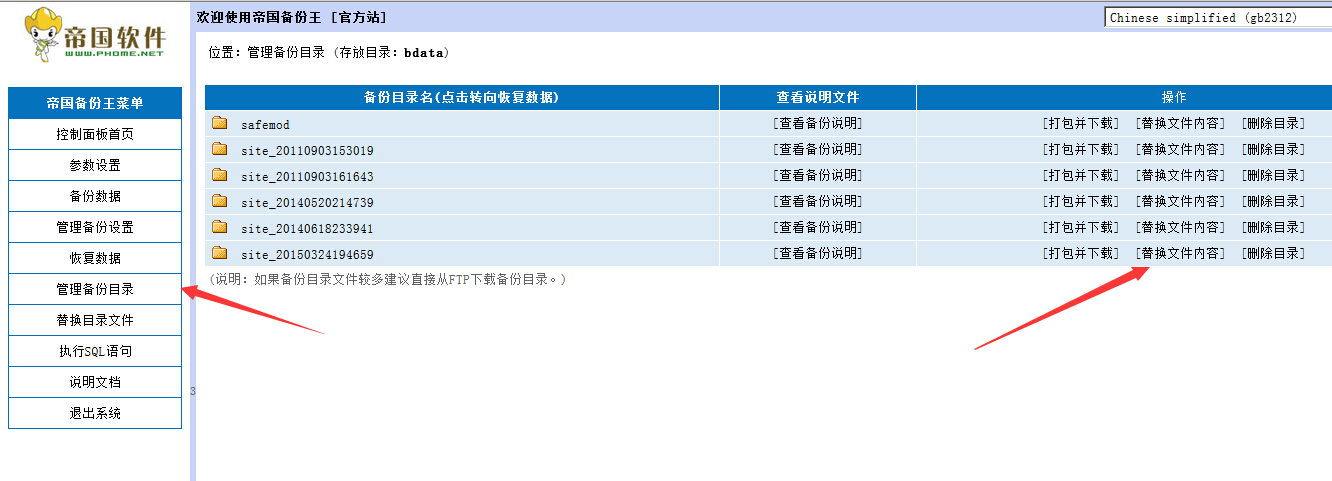 帝国软件
WWW.PHOME.NET
欢迎使用帝国备份王 [官方站]
Chinese simplified (gb2312)
位置：管理备份目录 (存放目录：bdata)
帝国备份王菜单
控制面板首页
参数设置
备份数据
管理备份设置
恢复数据
管理备份目录
替换目录文件
执行SQL语句
说明文档
退出系统
3
备份目录名(点击转向恢复数据) 查看说明文件 操作
safemod [查看备份说明] [打包并下载] [替换文件内容] [删除目录]
site_20110903153019 [查看备份说明] [打包并下载] [替换文件内容] [删除目录]
site_20110903161643 [查看备份说明] [打包并下载] [替换文件内容] [删除目录]
site_20140520214739 [查看备份说明] [打包并下载] [替换文件内容] [删除目录]
site_20140618233941 [查看备份说明] [打包并下载] [替换文件内容] [删除目录]
site_20150324194659 [查看备份说明] [打包并下载] [替换文件内容] [删除目录]
(说明：如果备份目录文件较多建议直接从FTP下载备份目录。)